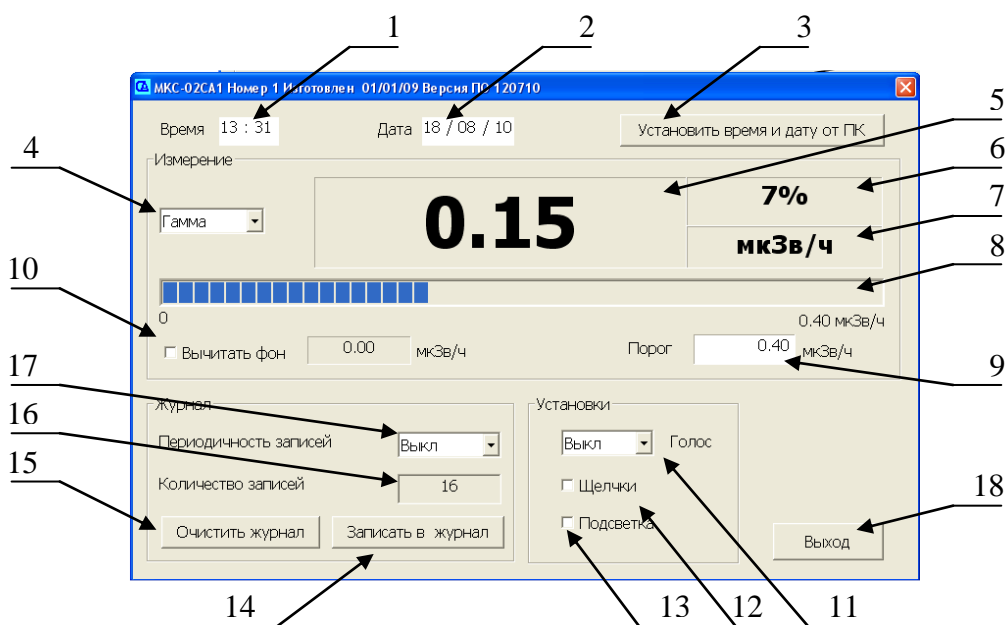 1 2 3
МКС-02СА1 Номер 1 Изготовлен 01/01/09 Версия ПО 120710
Время 13 : 31 Дата 18 / 08 / 10 Установить время и дату от ПК
5
4
Измерение
6
Гамма
0.15
7%
7
мкЗв/ч
8
10
0 0.40 мкЗв/ч
Вычитать фон 0.00 мкЗв/ч Порог 0.40 мкЗв/ч
9
17
Журнал
Установки
16
Периодичность записей Выкл
Выкл Голос
15
Количество записей 16
Щелчки
18
Очистить журнал Записать в журнал
Подсветка
Выход
14 13 12 11